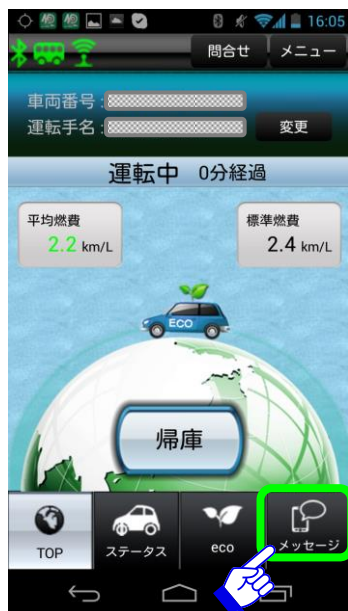 16:05
問合せ メニュー
車両番号:
運転手名: 変更
運転中 0分経過
平均燃費 標準燃費
2.2 km/L 2.4 km/L
ECO
帰庫
TOP ステータス eco メッセージ